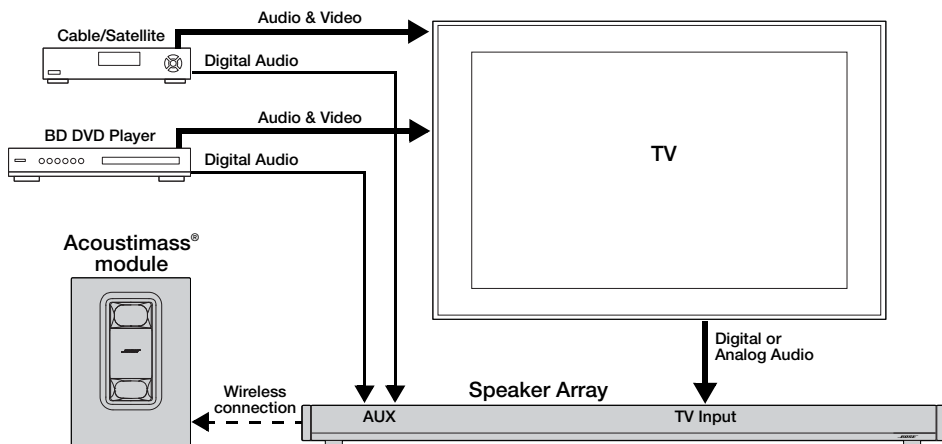 Audio & Video
Cable/Satellite
Digital Audio
Audio & Video
BD DVD Player
Digital Audio
TV
Acoustimass®
module
Digital or
Analog Audio
Wireless
connection
Speaker Array
AUX
TV Input
BOSE